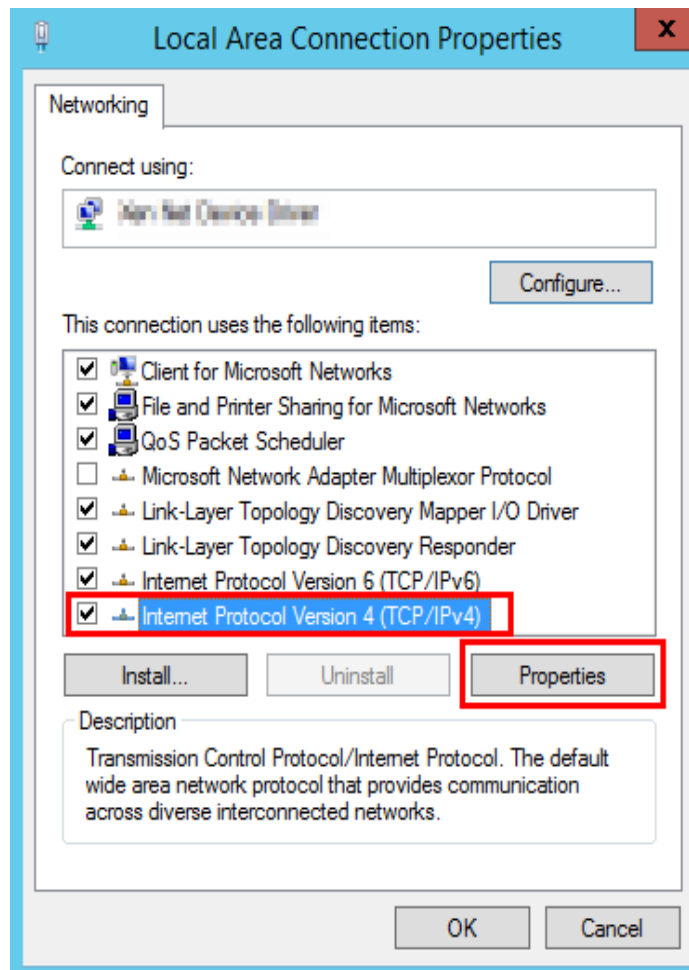 Local Area Connection Properties
x
Networking
Connect using:
Configure...
This connection uses the following items:
Client for Microsoft Networks
File and Printer Sharing for Microsoft Networks
QoS Packet Scheduler
Microsoft Network Adapter Multiplexor Protocol
Link-Layer Topology Discovery Mapper I/O Driver
Link-Layer Topology Discovery Responder
Internet Protocol Version 6 (TCP/IPv6)
Internet Protocol Version 4 (TCP/IPv4)
Install... Uninstall Properties
Description
Transmission Control Protocol/Internet Protocol. The default
wide area network protocol that provides communication
across diverse interconnected networks.
OK Cancel